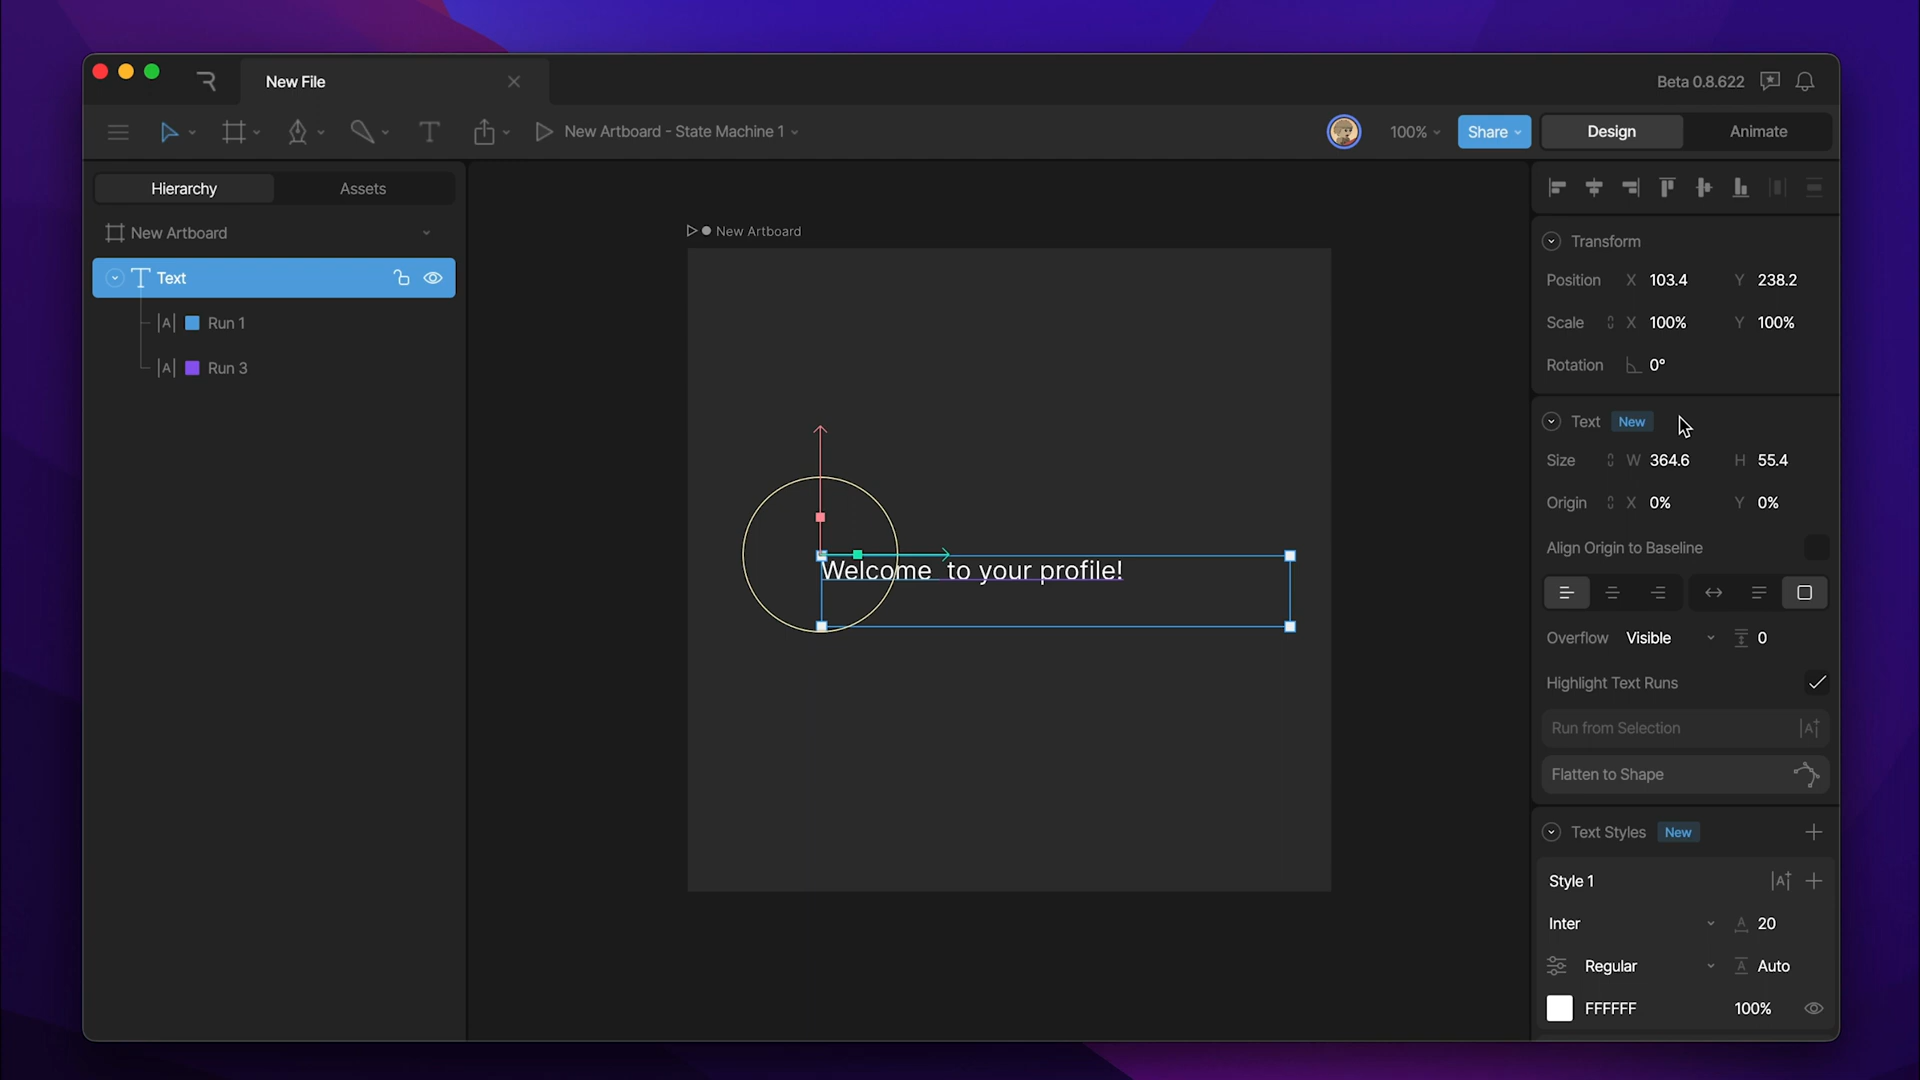 New File
Beta 0.8.622
New Artboard - State Machine 1
100%
Share
Design
Animate
Hierarchy
Assets
New Artboard
Text
Run 1
Run 3
New Artboard
Welcome  to your profile!
Transform
Position X 103.4 Y 238.2
Scale X 100% Y 100%
Rotation 0°
Text New
Size W 364.6 H 55.4
Origin X 0% Y 0%
Align Origin to Baseline
Overflow Visible 0
Highlight Text Runs
Run from Selection
Flatten to Shape
Text Styles New
Style 1
Inter 20
Regular Auto
FFFFFF 100%